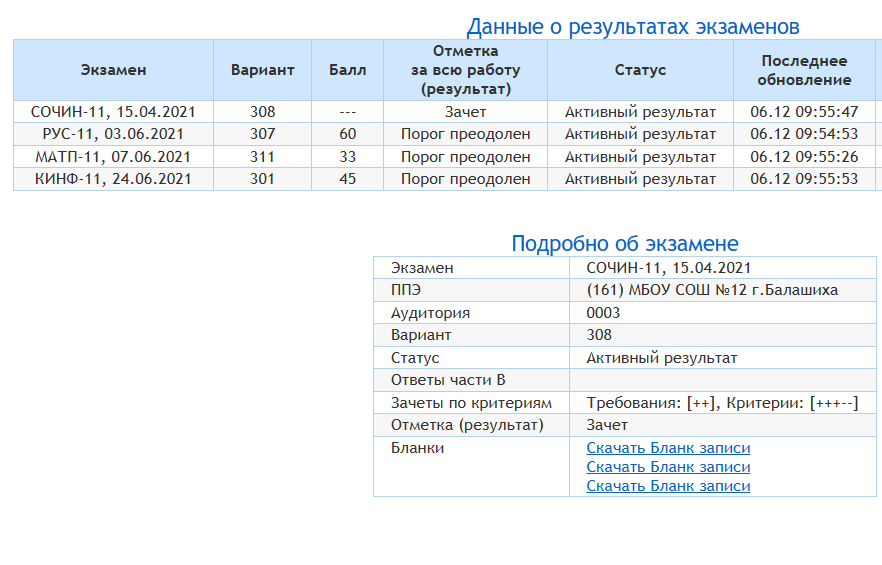 Данные о результатах экзаменов
Экзамен Вариант Балл Отметка за всю работу (результат) Статус Последнее обновление
СОЧИН-11, 15.04.2021 308 --- Зачет Активный результат 06.12 09:55:47
РУС-11, 03.06.2021 307 60 Порог преодолен Активный результат 06.12 09:54:53
МАТП-11, 07.06.2021 311 33 Порог преодолен Активный результат 06.12 09:55:26
КИНФ-11, 24.06.2021 301 45 Порог преодолен Активный результат 06.12 09:55:53
Подробно об экзамене
Экзамен СОЧИН-11, 15.04.2021
ППЭ (161) МБОУ СОШ №12 г.Балашиха
Аудитория 0003
Вариант 308
Статус Активный результат
Ответы части В
Зачеты по критериям Требования: [++], Критерии: [+++--]
Отметка (результат) Зачет
Бланки Скачать Бланк записи
Скачать Бланк записи
Скачать Бланк записи